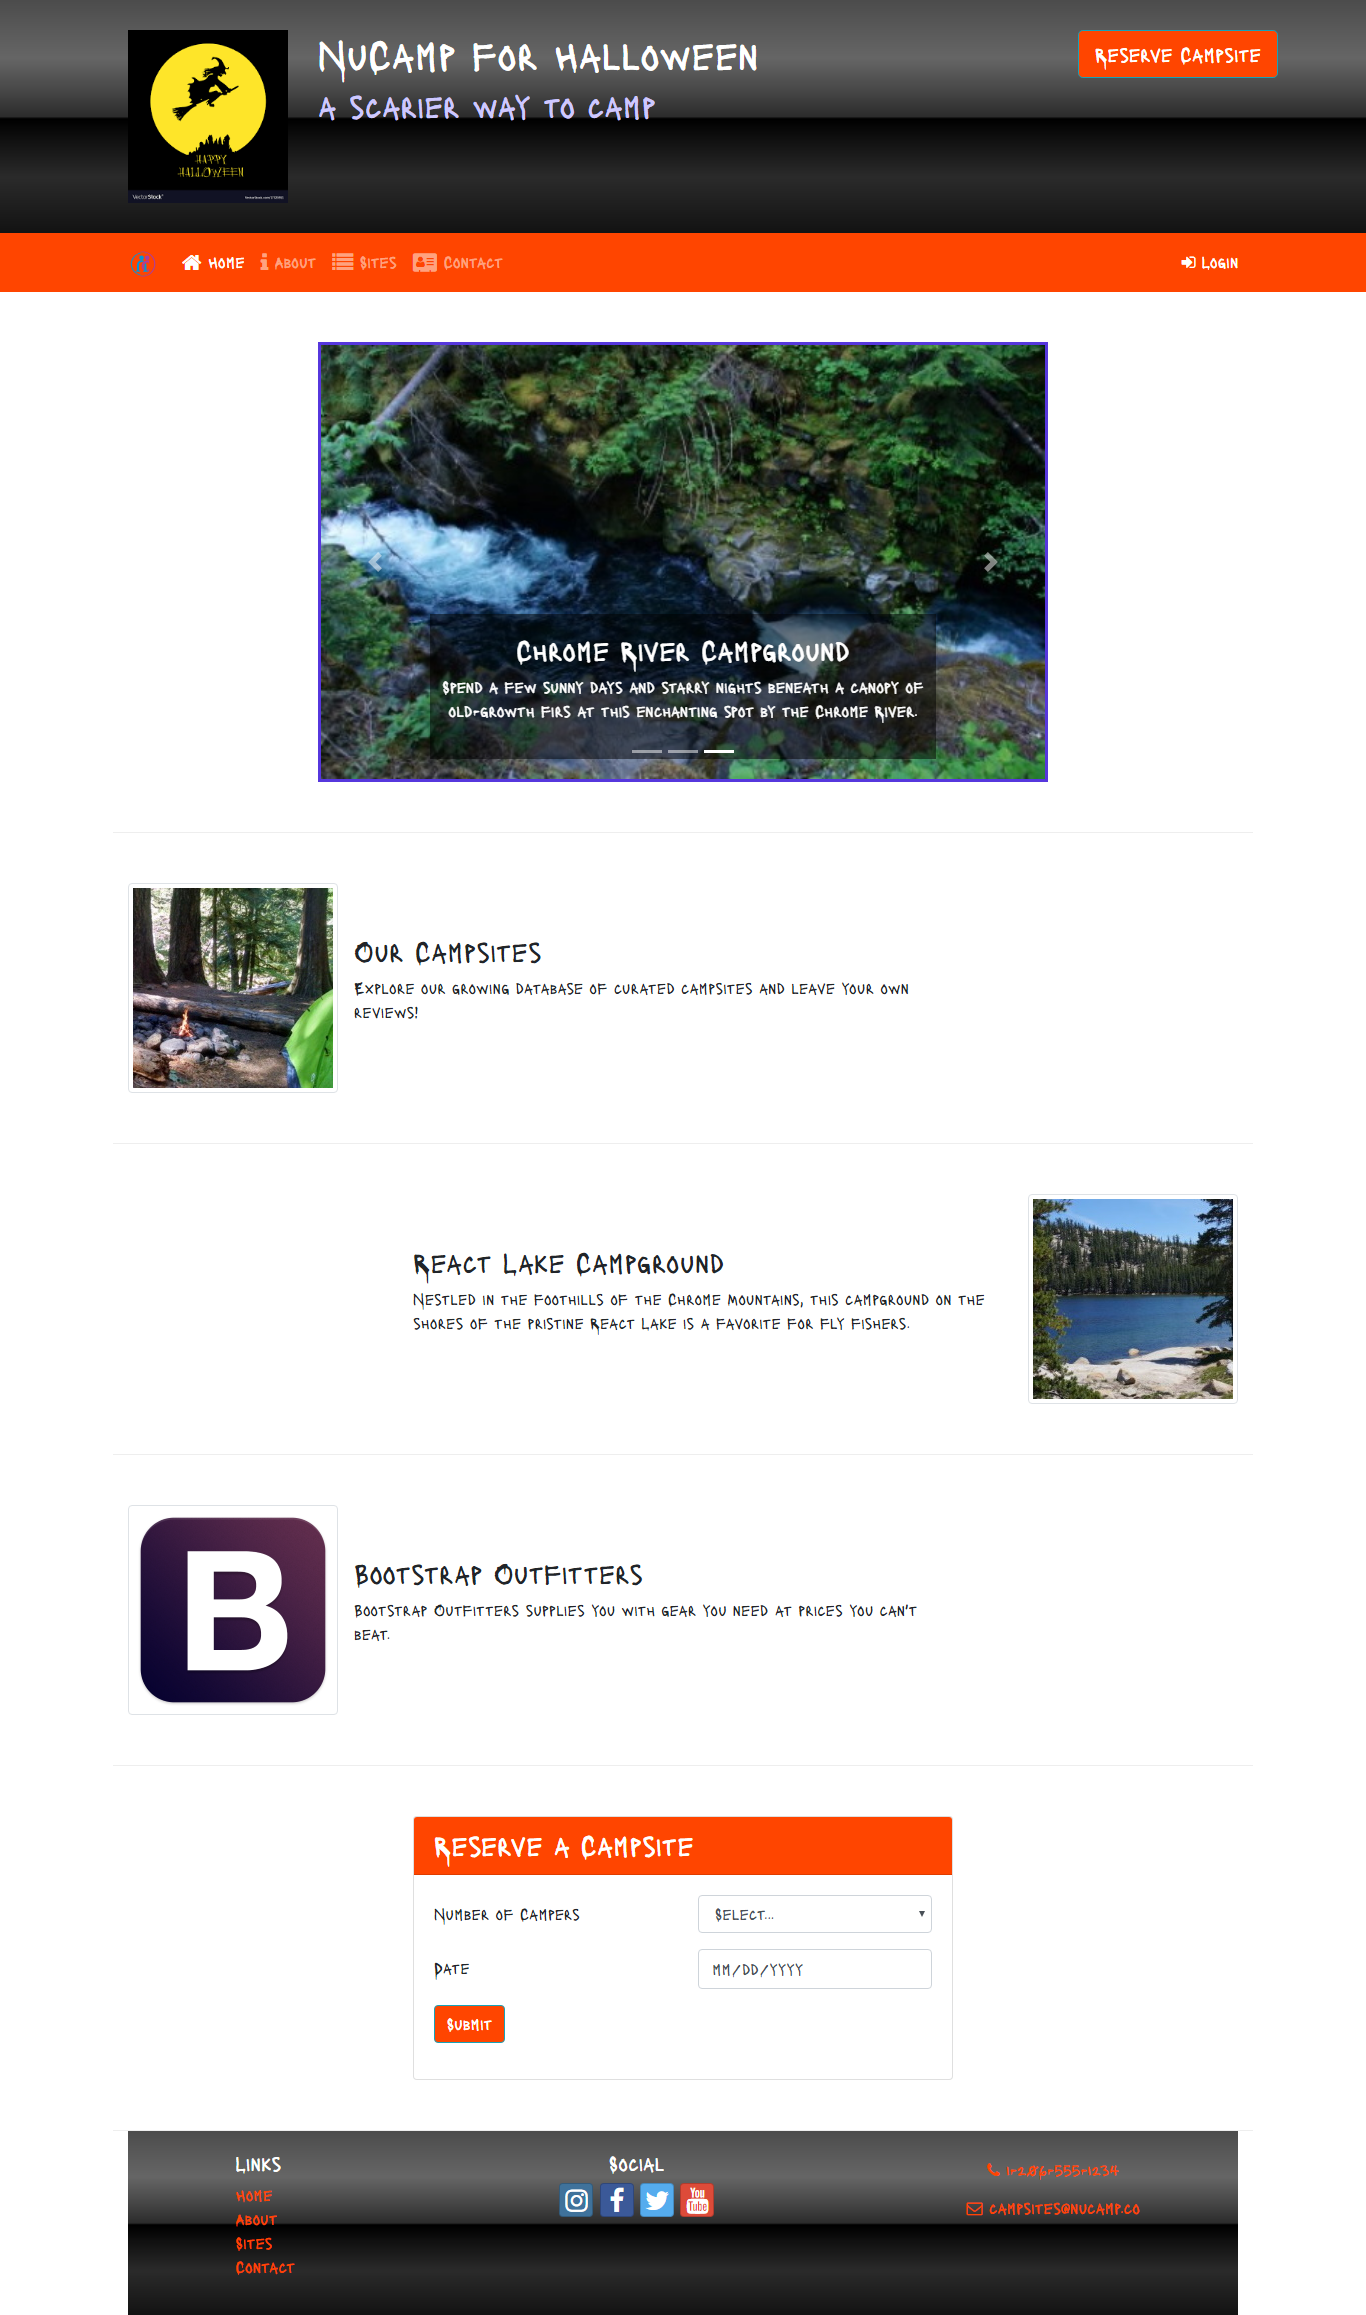 NuCamp for Halloween
a Scarier way to camp
Reserve Campsite
HAPPY
HALLOWEEN
VectorStock
Home
About
Sites
Contact
Login
Chrome River Campground
Spend a few sunny days and starry nights beneath a canopy of
old-growth firs at this enchanting spot by the Chrome River.
Our Campsites
Explore our growing database of curated campsites and leave your own
reviews!
React Lake Campground
Nestled in the foothills of the Chrome Mountains, this campground on the
shores of the pristine React Lake is a favorite for fly fishers.
B
Bootstrap Outfitters
Bootstrap Outfitters supplies you with gear you need at prices you can't
beat.
Reserve a Campsite
Number of Campers
Select...
Date
mm/dd/yyyy
Submit
Links
Home
About
Sites
Contact
Social
You
Tube
1-206-555-1234
campsites@nucamp.co